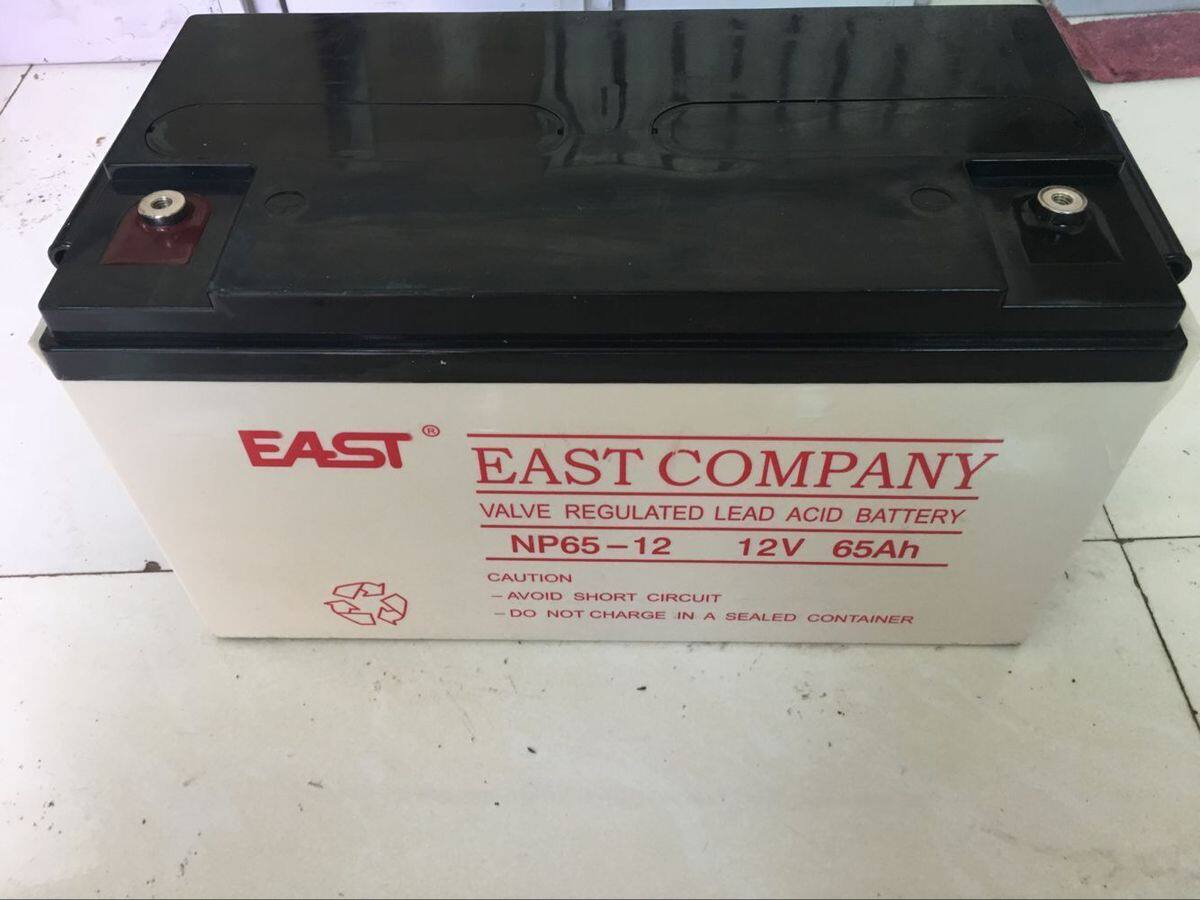 EAST®
EAST COMPANY
VALVE REGULATED LEAD ACID BATTERY
NP65-12 12V 65Ah
CAUTION
- AVOID SHORT CIRCUIT
- DO NOT CHARGE IN A SEALED CONTAINER